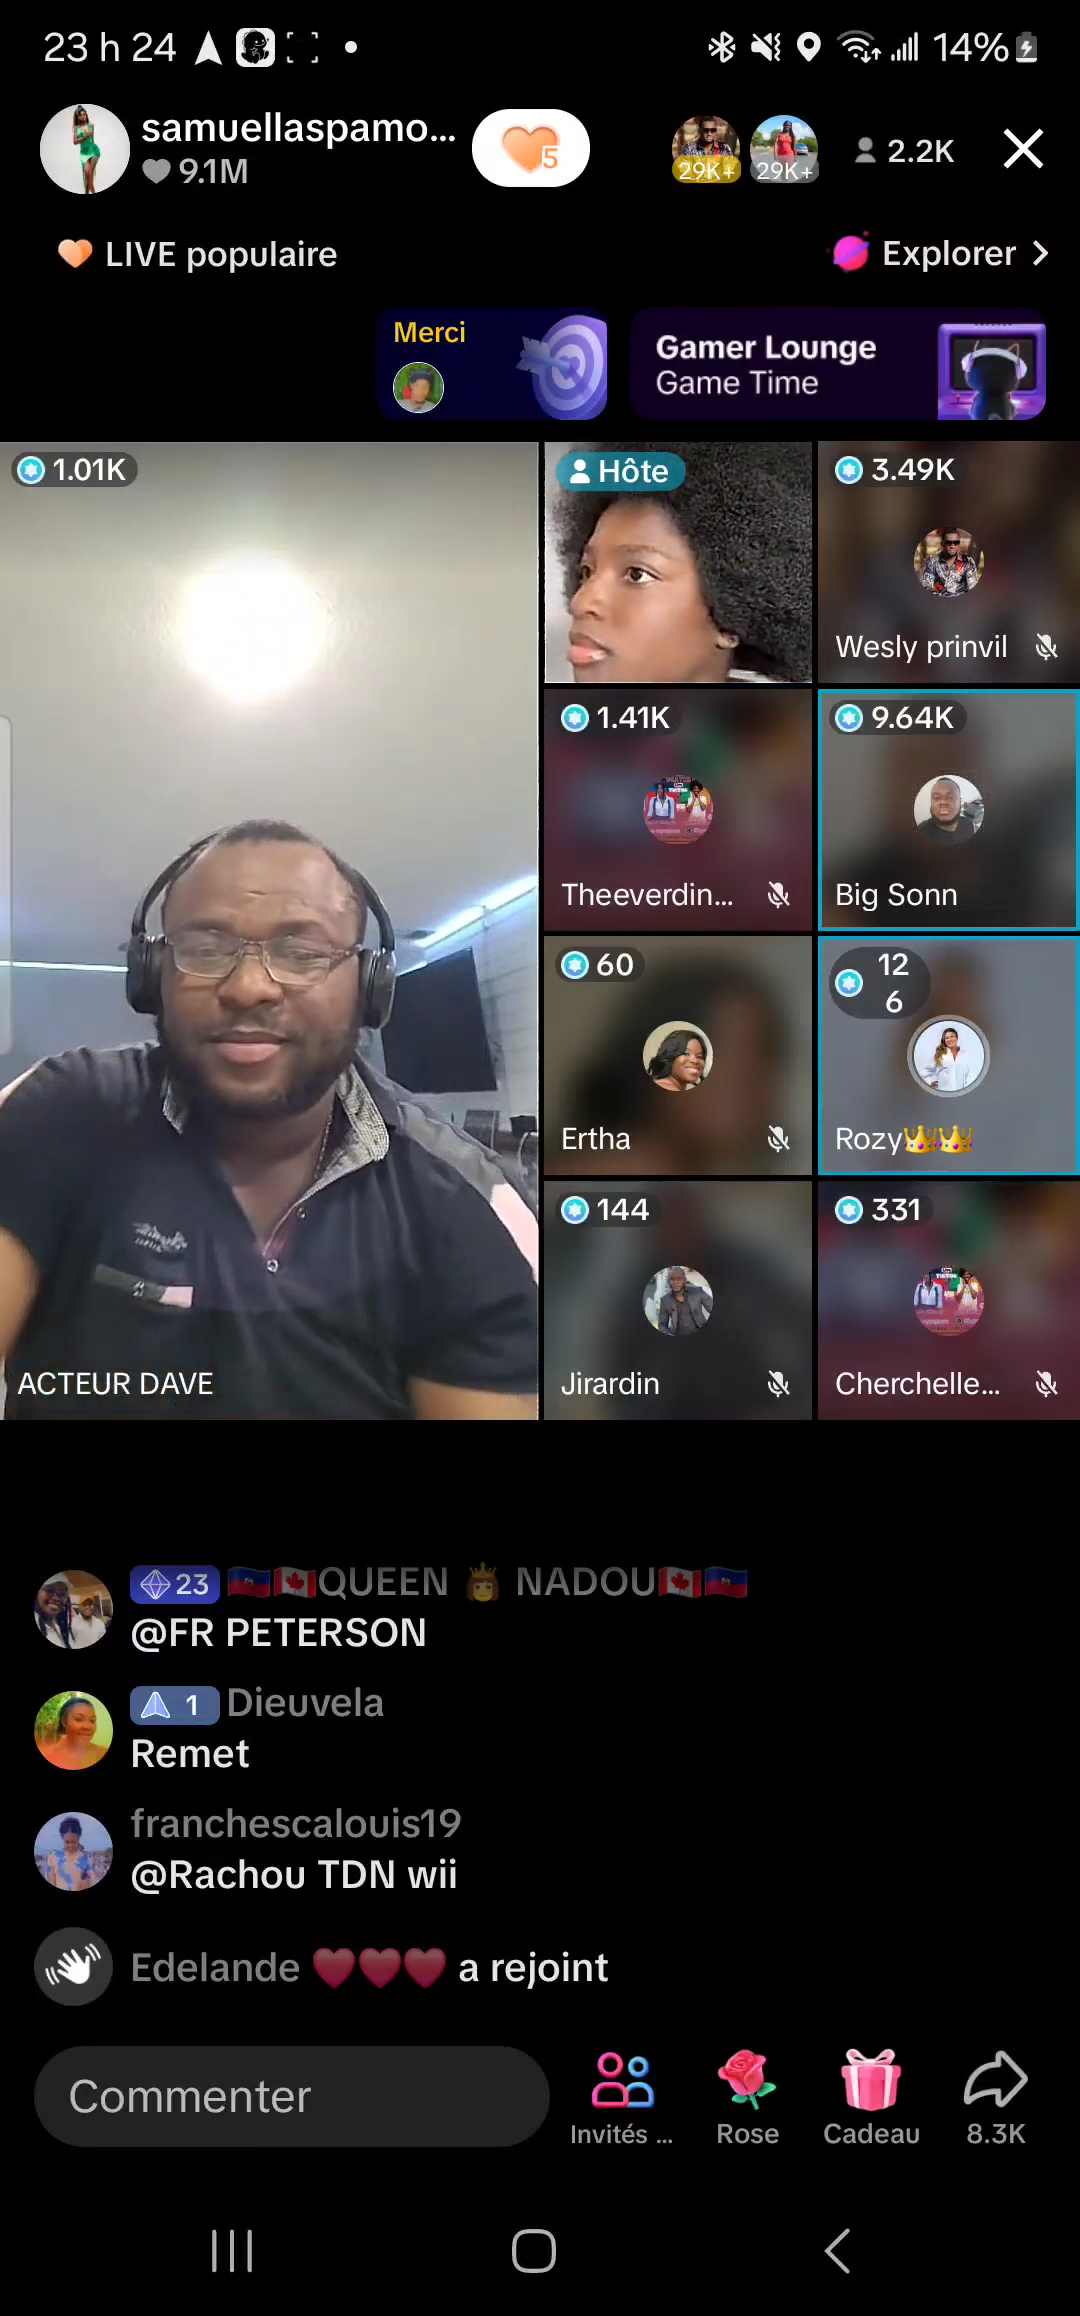 23 h 24
14%
samuellaspamo...
9.1M
5
29K+
29K+
2.2K
LIVE populaire
Explorer
Merci
Gamer Lounge
Game Time
1.01K
Hôte
3.49K
Wesly prinvil
1.41K
9.64K
Theeverdin...
Big Sonn
60
12
6
Ertha
Rozy👑👑
144
331
ACTEUR DAVE
Jirardin
Cherchelle...
23 🇭🇹🇨🇦QUEEN 👸 NADOU🇨🇦🇭🇹
@FR PETERSON
1 Dieuvela
Remet
franchescalouis19
@Rachou TDN wii
Edelande ❤️❤️❤️ a rejoint
Commenter
Invités ...
Rose
Cadeau
8.3K